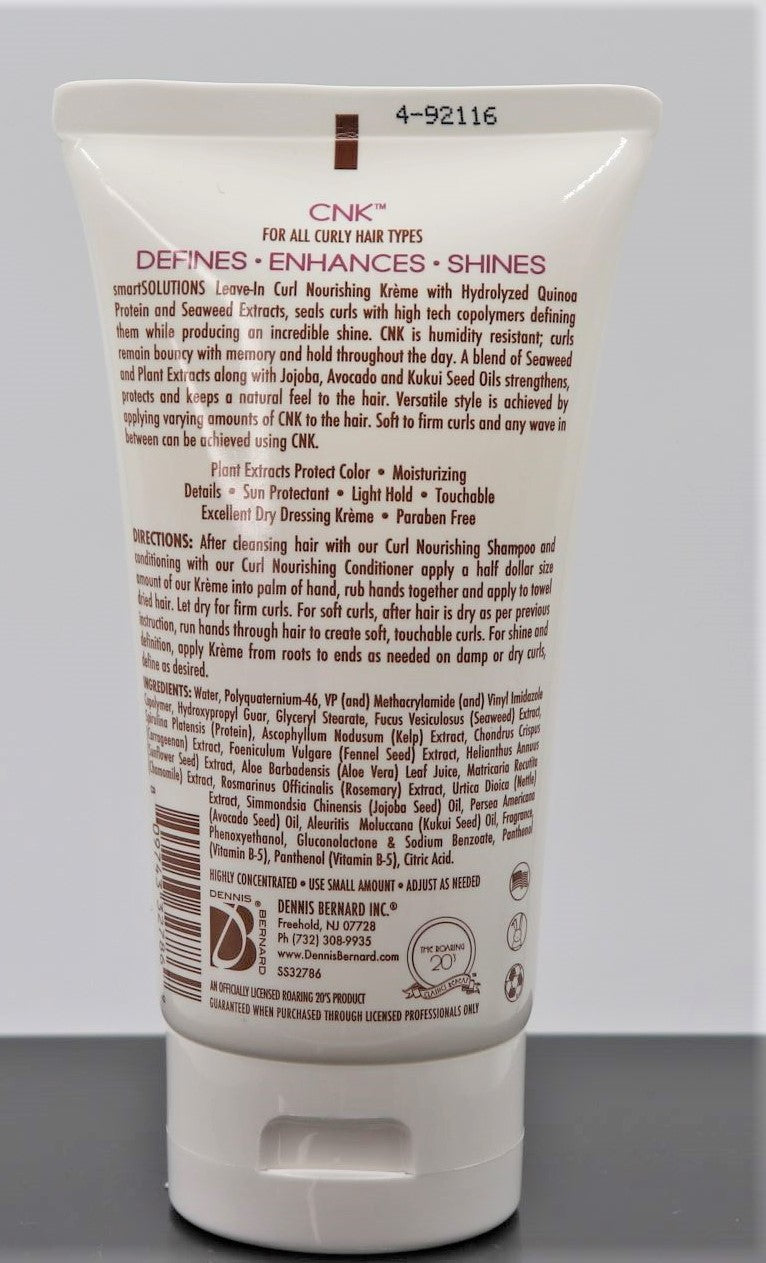 4-92116
CNK™
FOR ALL CURLY HAIR TYPES
DEFINES • ENHANCES • SHINES
smartSOLUTIONS Leave-In Curl Nourishing Krème with Hydrolyzed Quinoa
Protein and Seaweed Extracts, seals curls with high tech copolymers defining
them while producing an incredible shine. CNK is humidity resistant; curls
remain bouncy with memory and hold throughout the day. A blend of Seaweed
and Plant Extracts along with Jojoba, Avocado and Kukui Seed Oils strengthens,
protects and keeps a natural feel to the hair. Versatile style is achieved by
applying varying amounts of CNK to the hair. Soft to firm curls and any wave in
between can be achieved using CNK.
Plant Extracts Protect Color • Moisturizing
Details • Sun Protectant • Light Hold • Touchable
Excellent Dry Dressing Krème • Paraben Free
DIRECTIONS: After cleansing hair with our Curl Nourishing Shampoo and
conditioning with our Curl Nourishing Conditioner apply a half dollar size
amount of our Krème into palm of hand, rub hands together and apply to towel
dried hair. Let dry for firm curls. For soft curls, after hair is dry as per previous
instruction, run hands through hair to create soft, touchable curls. For shine and
definition, apply Krème from roots to ends as needed on damp or dry curls,
define as desired.
INGREDIENTS: Water, Polyquaternium-46, VP (and) Methacrylamide (and) Vinyl Imidazole
Copolymer, Hydroxypropyl Guar, Glyceryl Stearate, Fucus Vesiculosus (Seaweed) Extract,
Spirulina Platensis (Protein), Ascophyllum Nodusum (Kelp) Extract, Chondrus Crispus
(Carrageenan) Extract, Foeniculum Vulgare (Fennel Seed) Extract, Helianthus Annuus
(Sunflower Seed) Extract, Aloe Barbadensis (Aloe Vera) Leaf Juice, Matricaria Recutita
(Chamomile) Extract, Rosmarinus Officinalis (Rosemary) Extract, Urtica Dioica (Nettle)
Extract, Simmondsia Chinensis (Jojoba Seed) Oil, Persea Americana
(Avocado Seed) Oil, Aleuritis Moluccana (Kukui Seed) Oil, Fragrance,
Phenoxyethanol, Gluconolactone & Sodium Benzoate, Panthenol
(Vitamin B-5), Panthenol (Vitamin B-5), Citric Acid.
HIGHLY CONCENTRATED • USE SMALL AMOUNT • ADJUST AS NEEDED
DENNIS BERNARD®
DENNIS BERNARD INC.®
Freehold, NJ 07728
Ph (732) 308-9935
www.DennisBernard.com
SS32786
THE ROARING
20'S
CLASSICS REPEAT™
AN OFFICIALLY LICENSED ROARING 20'S PRODUCT
GUARANTEED WHEN PURCHASED THROUGH LICENSED PROFESSIONALS ONLY